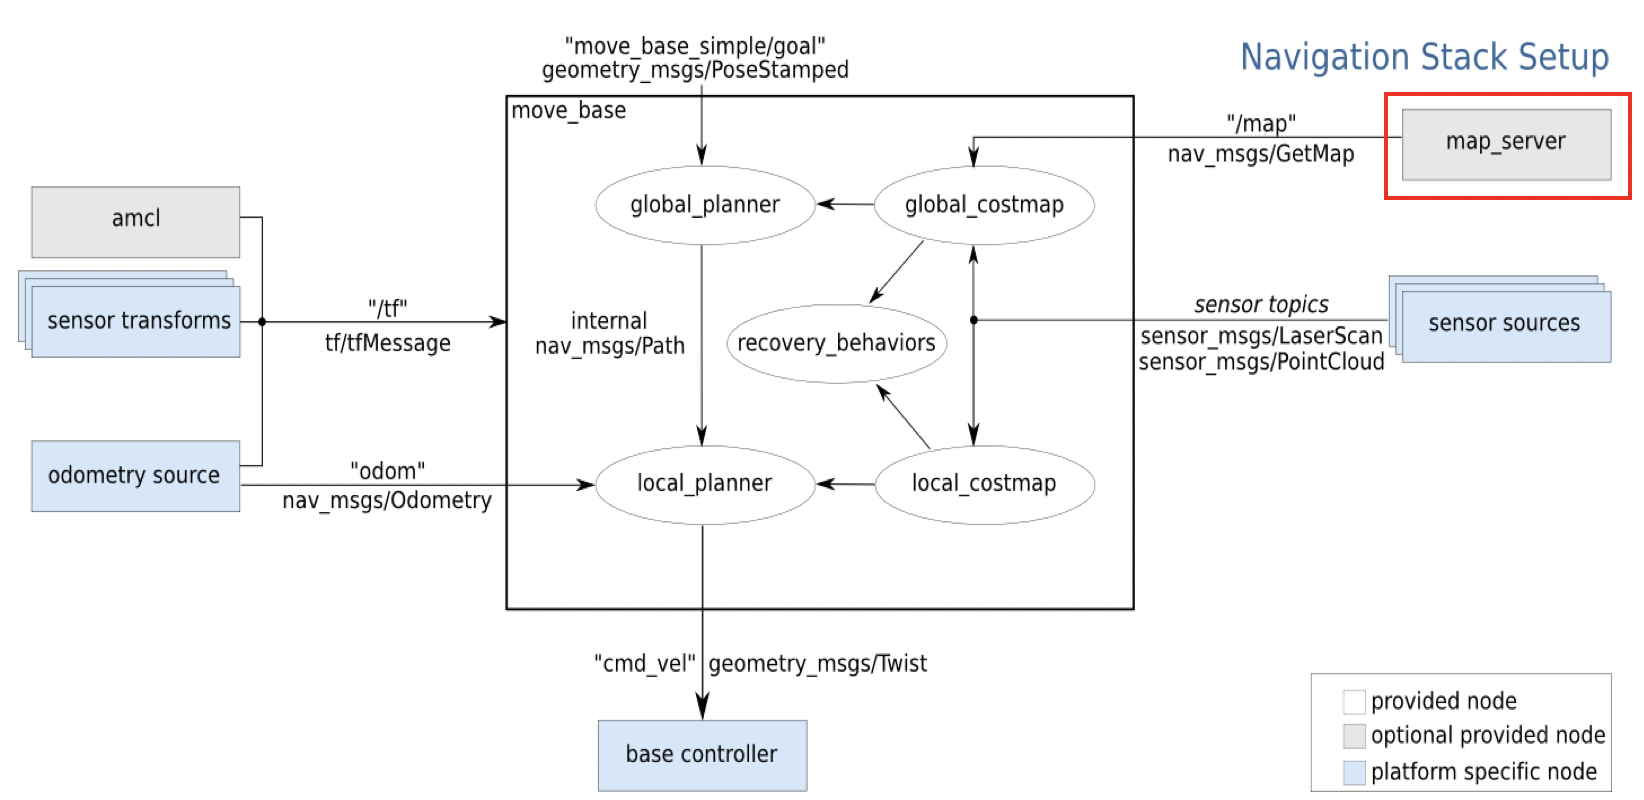 Navigation Stack Setup
"move_base_simple/goal"
geometry_msgs/PoseStamped
move_base
"/map"
nav_msgs/GetMap
map_server
amcl
global_planner
global_costmap
sensor transforms
"/tf"
tf/tfMessage
internal
nav_msgs/Path
recovery_behaviors
sensor topics
sensor_msgs/LaserScan
sensor_msgs/PointCloud
sensor sources
odometry source
"odom"
nav_msgs/Odometry
local_planner
local_costmap
"cmd_vel" geometry_msgs/Twist
base controller
provided node
optional provided node
platform specific node